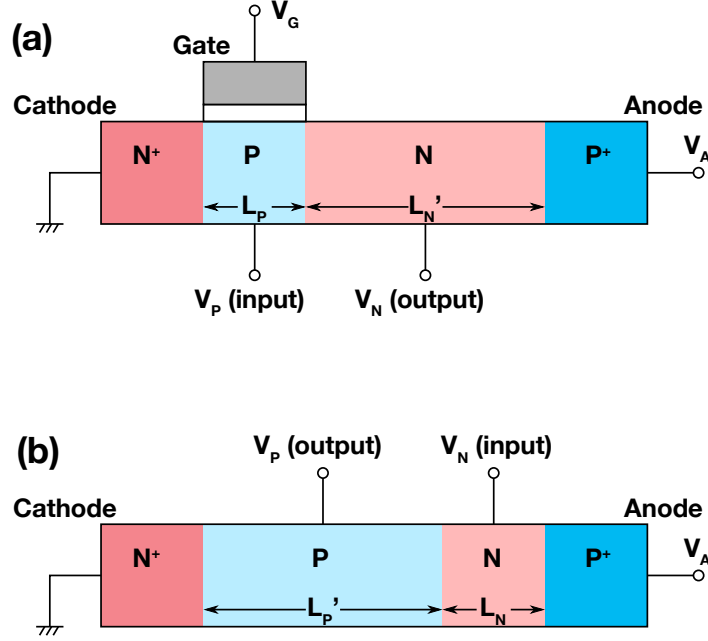 (a)
V_G
Gate
Cathode
Anode
N⁺
P
N
P⁺
V_A
L_P
L_N’
V_P (input)
V_N (output)
(b)
V_P (output)
V_N (input)
Cathode
Anode
N⁺
P
N
P⁺
V_A
L_P’
L_N